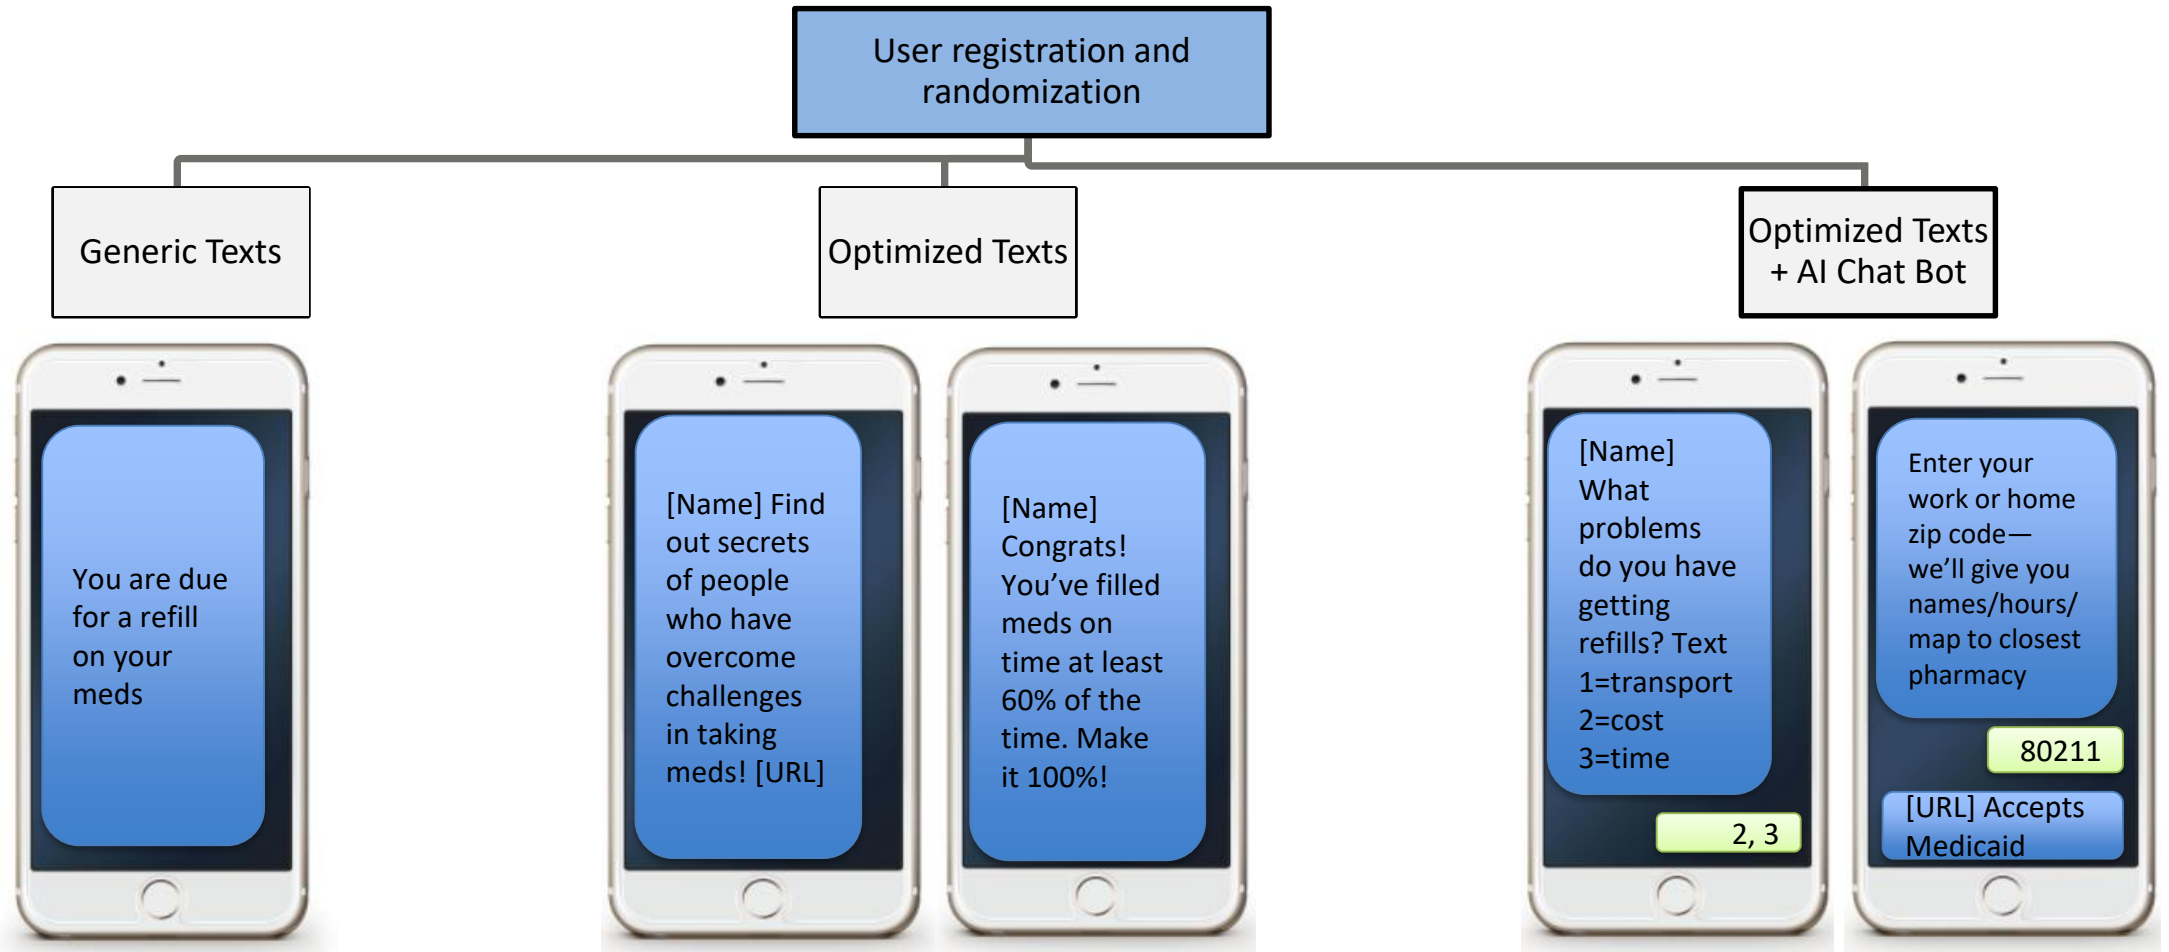 User registration and
randomization
Generic Texts
Optimized Texts
Optimized Texts
+ AI Chat Bot
You are due
for a refill
on your
meds
[Name] Find
out secrets
of people
who have
overcome
challenges
in taking
meds! [URL]
[Name]
Congrats!
You’ve filled
meds on
time at least
60% of the
time. Make
it 100%!
[Name]
What
problems
do you have
getting
refills? Text
1=transport
2=cost
3=time
2, 3
Enter your
work or home
zip code—
we’ll give you
names/hours/
map to closest
pharmacy
80211
[URL] Accepts
Medicaid